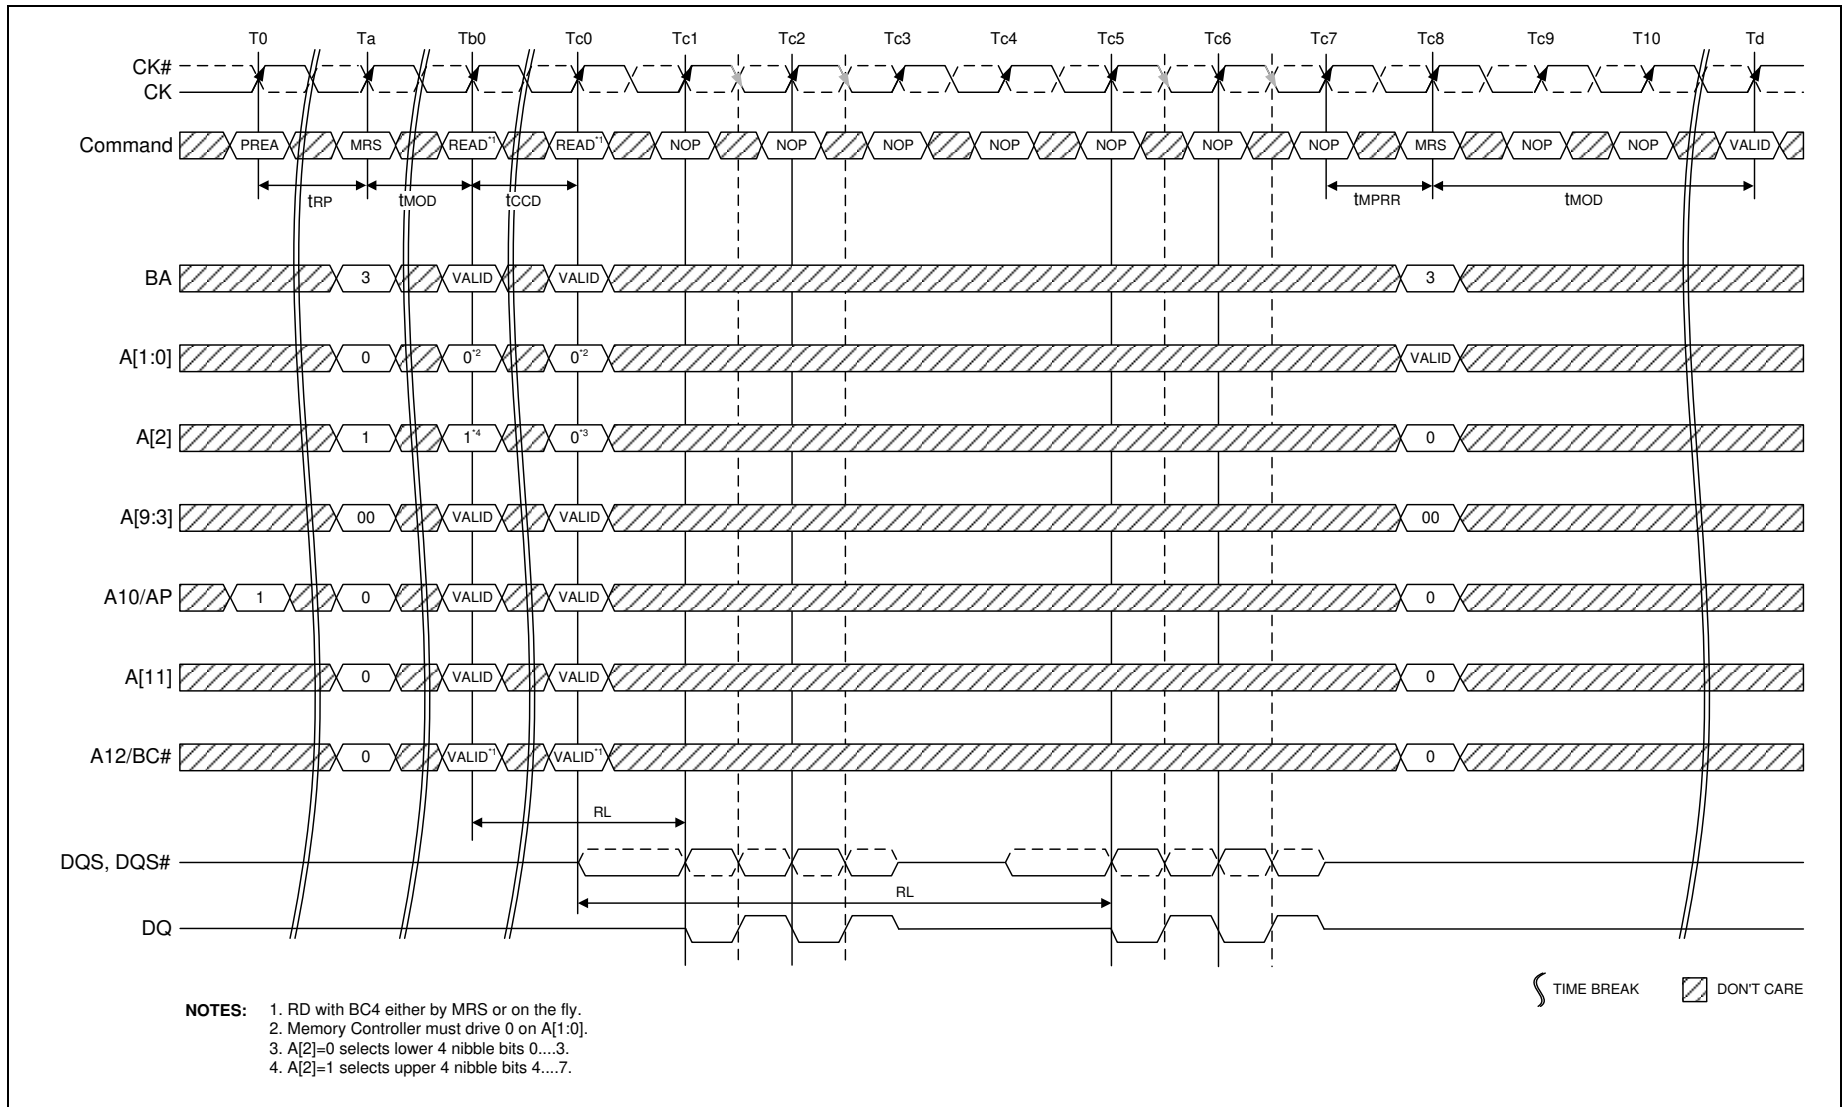 T0 Ta Tb0 Tc0 Tc1 Tc2 Tc3 Tc4 Tc5 Tc6 Tc7 Tc8 Tc9 T10 Td
CK#
CK
Command PREA MRS READ*1 READ*1 NOP NOP NOP NOP NOP NOP NOP MRS NOP NOP VALID
tRP tMOD tCCD tMPRR tMOD
BA 3 VALID VALID 3
A[1:0] 0 0*2 0*2 VALID
A[2] 1 1*4 0*3 0
A[9:3] 00 VALID VALID 00
A10/AP 1 0 VALID VALID 0
A[11] 0 VALID VALID 0
A12/BC# 0 VALID*1 VALID*1 0
RL
DQS, DQS#
RL
DQ
TIME BREAK DON'T CARE
NOTES: 1. RD with BC4 either by MRS or on the fly.
2. Memory Controller must drive 0 on A[1:0].
3. A[2]=0 selects lower 4 nibble bits 0....3.
4. A[2]=1 selects upper 4 nibble bits 4....7.